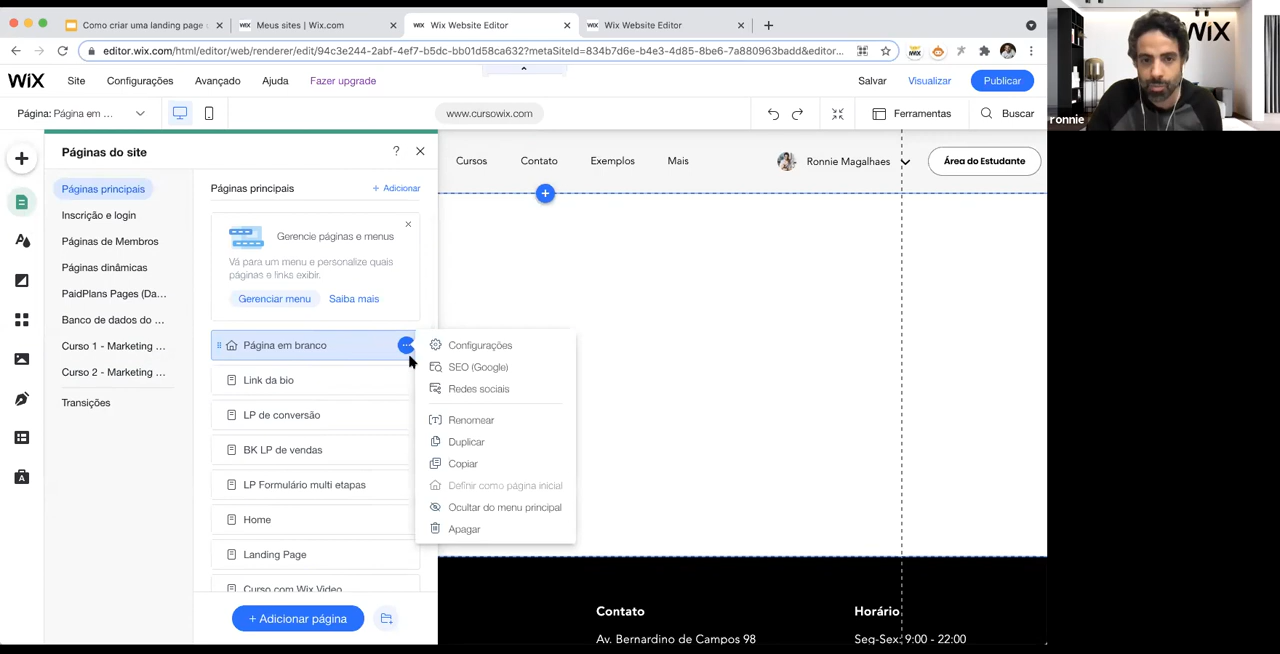 Como criar uma landing page
Meus sites | Wix.com
Wix Website Editor
Wix Website Editor
editor.wix.com/html/editor/web/renderer/edit/94c3e244-2abf-4ef7-b5dc-bb01d58ca632?metaSiteId=834b7d6e-b4e3-4d85-8be6-7a880963badd&editor...
WiX
Site
Configurações
Avançado
Ajuda
Fazer upgrade
Salvar
Visualizar
Publicar
Página: Página em ...
www.cursowix.com
Ferramentas
Buscar
ronnie
WiX
Páginas do site
?
Cursos
Contato
Exemplos
Mais
Ronnie Magalhaes
Área do Estudante
Páginas principais
Inscrição e login
Páginas de Membros
Páginas dinâmicas
PaidPlans Pages (Da...
Banco de dados do ...
Curso 1 - Marketing ...
Curso 2 - Marketing ...
Transições
Páginas principais
+ Adicionar
Gerencie páginas e menus
Vá para um menu e personalize quais
páginas e links exibir.
Gerenciar menu
Saiba mais
Página em branco
Link da bio
LP de conversão
BK LP de vendas
LP Formulário multi etapas
Home
Landing Page
Curso com Wix Video
+ Adicionar página
Configurações
SEO (Google)
Redes sociais
Renomear
Duplicar
Copiar
Definir como página inicial
Ocultar do menu principal
Apagar
Contato
Av. Bernardino de Campos 98
Horário
Seg-Sex: 9:00 - 22:00